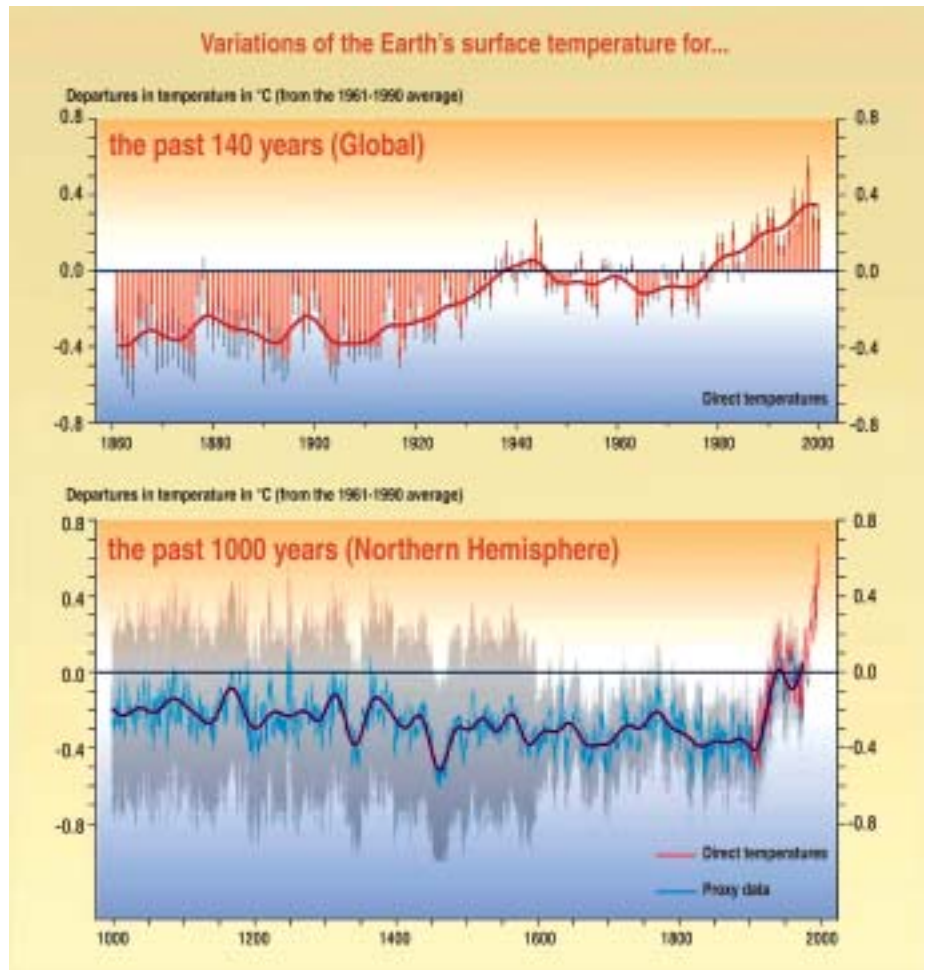 Variations of the Earth's surface temperature for...
Departures in temperature in °C (from the 1961-1990 average)
0.8 0.8
the past 140 years (Global)
0.4 0.4
0.0 0.0
-0.4 -0.4
Direct temperatures
-0.8 -0.8
1860 1880 1900 1920 1940 1960 1980 2000
Departures in temperature in °C (from the 1961-1990 average)
0.8 0.8
the past 1000 years (Northern Hemisphere)
0.4 0.4
0.0 0.0
-0.4 -0.4
-0.8 -0.8
Direct temperatures
Proxy data
1000 1200 1400 1600 1800 2000